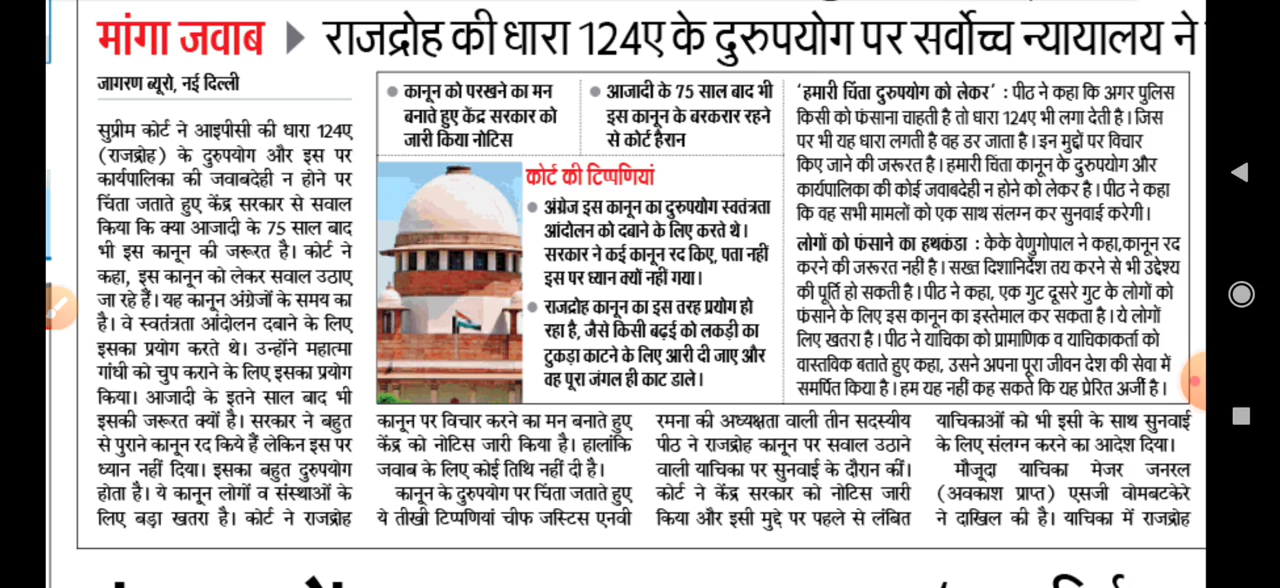 मांगा जवाब ▶ राजद्रोह की धारा 124ए के दुरुपयोग पर सर्वोच्च न्यायालय ने
जागरण ब्यूरो, नई दिल्ली
सुप्रीम कोर्ट ने आइपीसी की धारा 124ए
(राजद्रोह) के दुरुपयोग और इस पर
कार्यपालिका की जवाबदेही न होने पर
चिंता जताते हुए केंद्र सरकार से सवाल
किया कि क्या आजादी के 75 साल बाद
भी इस कानून की जरूरत है। कोर्ट ने
कहा, इस कानून को लेकर सवाल उठाए
जा रहे हैं। यह कानून अंग्रेजों के समय का
है। वे स्वतंत्रता आंदोलन दबाने के लिए
इसका प्रयोग करते थे। उन्होंने महात्मा
गांधी को चुप कराने के लिए इसका प्रयोग
किया। आजादी के इतने साल बाद भी
इसकी जरूरत क्यों है। सरकार ने बहुत
से पुराने कानून रद किये हैं लेकिन इस पर
ध्यान नहीं दिया। इसका बहुत दुरुपयोग
होता है। ये कानून लोगों व संस्थाओं के
लिए बड़ा खतरा है। कोर्ट ने राजद्रोह
● कानून को परखने का मन
बनाते हुए केंद्र सरकार को
जारी किया नोटिस
● आजादी के 75 साल बाद भी
इस कानून के बरकरार रहने
से कोर्ट हैरान
कोर्ट की टिप्पणियां
● अंग्रेज इस कानून का दुरुपयोग स्वतंत्रता
आंदोलन को दबाने के लिए करते थे।
सरकार ने कई कानून रद किए, पता नहीं
इस पर ध्यान क्यों नहीं गया।
● राजद्रोह कानून का इस तरह प्रयोग हो
रहा है, जैसे किसी बढ़ई को लकड़ी का
टुकड़ा काटने के लिए आरी दी जाए और
वह पूरा जंगल ही काट डाले।
'हमारी चिंता दुरुपयोग को लेकर' : पीठ ने कहा कि अगर पुलिस
किसी को फंसाना चाहती है तो धारा 124ए भी लगा देती है। जिस
पर भी यह धारा लगती है वह डर जाता है। इन मुद्दों पर विचार
किए जाने की जरूरत है। हमारी चिंता कानून के दुरुपयोग और
कार्यपालिका की कोई जवाबदेही न होने को लेकर है। पीठ ने कहा
कि वह सभी मामलों को एक साथ संलग्न कर सुनवाई करेगी।
लोगों को फंसाने का हथकंडा : केके वेणुगोपाल ने कहा,कानून रद
करने की जरूरत नहीं है। सख्त दिशानिर्देश तय करने से भी उद्देश्य
की पूर्ति हो सकती है। पीठ ने कहा, एक गुट दूसरे गुट के लोगों को
फंसाने के लिए इस कानून का इस्तेमाल कर सकता है। ये लोगों
लिए खतरा है। पीठ ने याचिका को प्रामाणिक व याचिकाकर्ता को
वास्तविक बताते हुए कहा, उसने अपना पूरा जीवन देश की सेवा में
समर्पित किया है। हम यह नहीं कह सकते कि यह प्रेरित अर्जी है।
कानून पर विचार करने का मन बनाते हुए
केंद्र को नोटिस जारी किया है। हालांकि
जवाब के लिए कोई तिथि नहीं दी है।
कानून के दुरुपयोग पर चिंता जताते हुए
ये तीखी टिप्पणियां चीफ जस्टिस एनवी
रमना की अध्यक्षता वाली तीन सदस्यीय
पीठ ने राजद्रोह कानून पर सवाल उठाने
वाली याचिका पर सुनवाई के दौरान कीं।
कोर्ट ने केंद्र सरकार को नोटिस जारी
किया और इसी मुद्दे पर पहले से लंबित
याचिकाओं को भी इसी के साथ सुनवाई
के लिए संलग्न करने का आदेश दिया।
मौजूदा याचिका मेजर जनरल
(अवकाश प्राप्त) एसजी वोमबटकेरे
ने दाखिल की है। याचिका में राजद्रोह